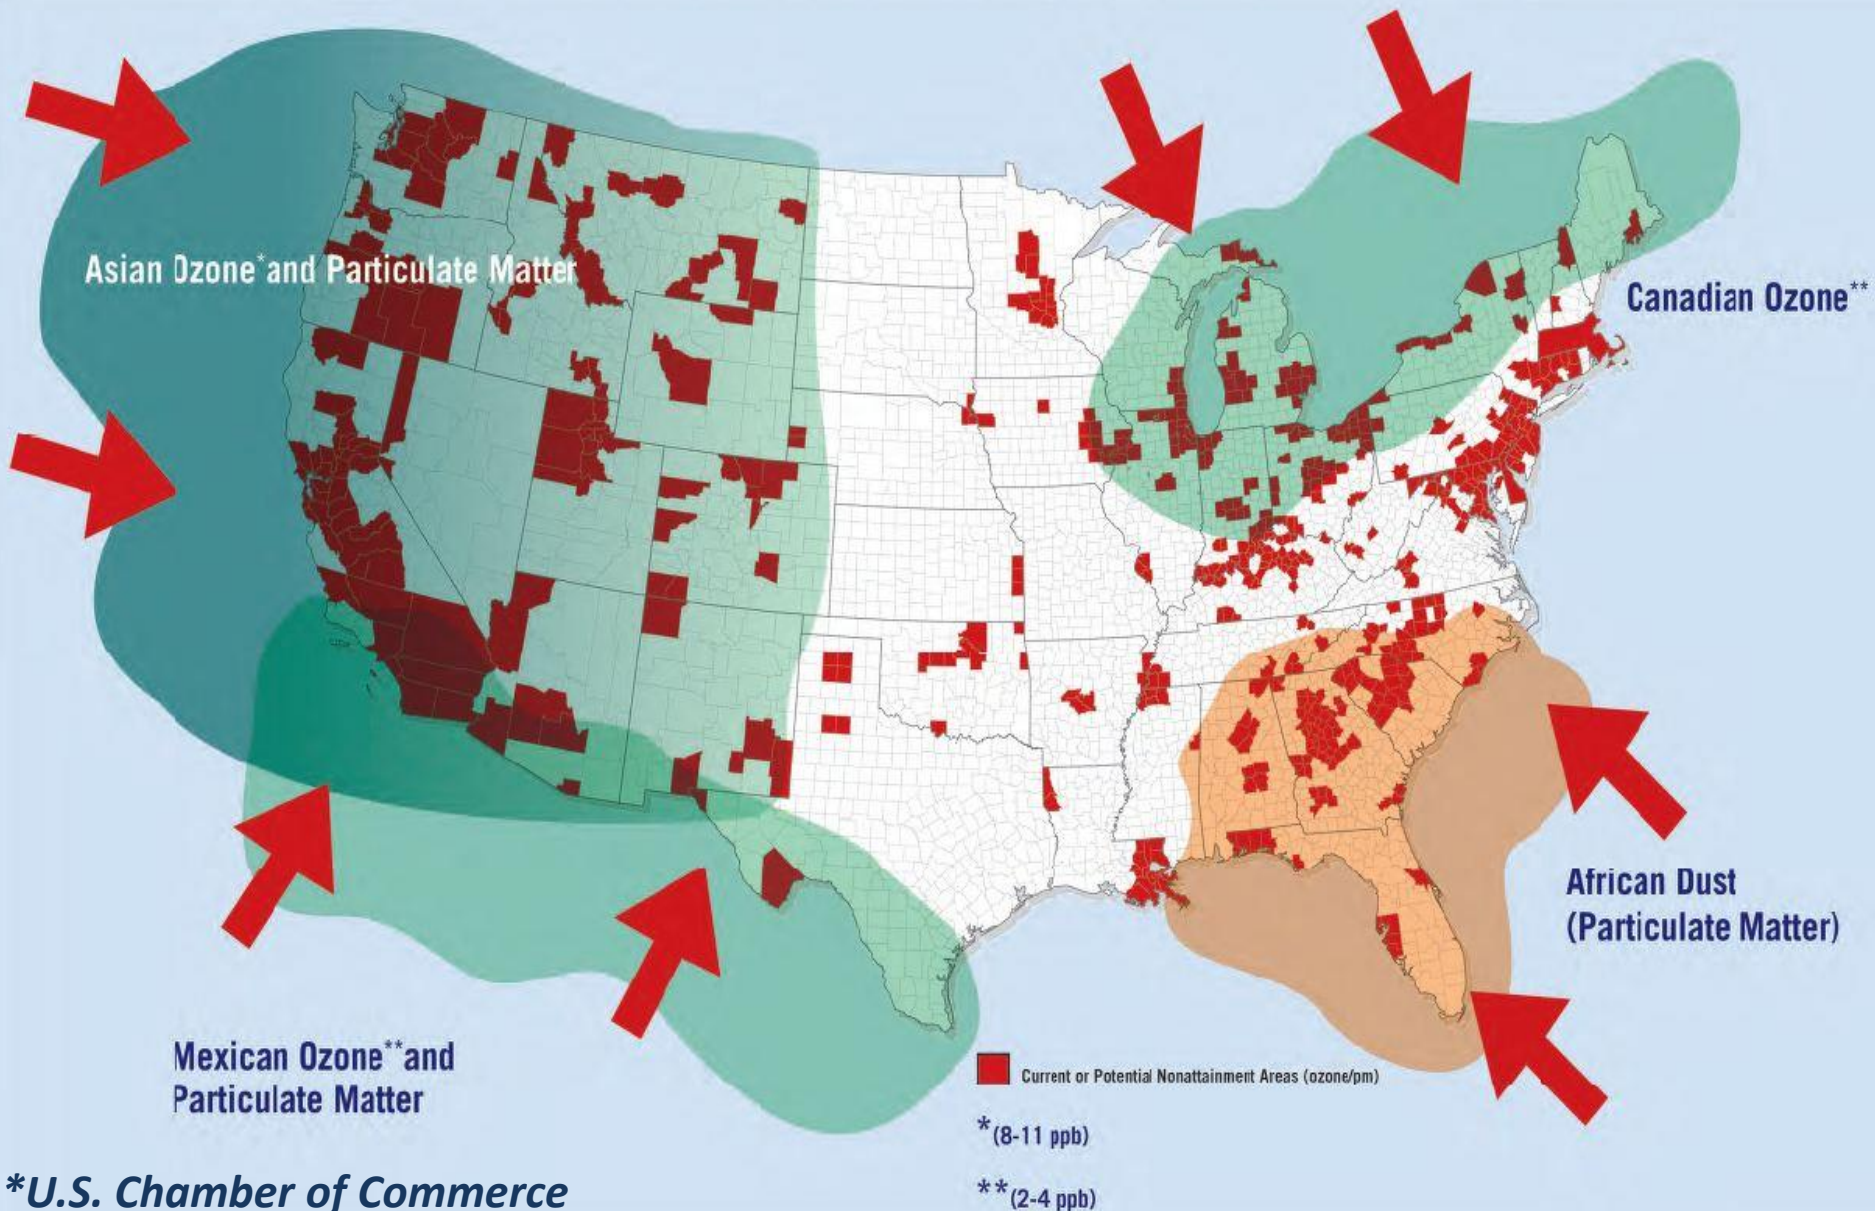 Asian Ozone* and Particulate Matter
Canadian Ozone**
African Dust
(Particulate Matter)
Mexican Ozone** and
Particulate Matter
Current or Potential Nonattainment Areas (ozone/pm)
*(8-11 ppb)
**(2-4 ppb)
*U.S. Chamber of Commerce